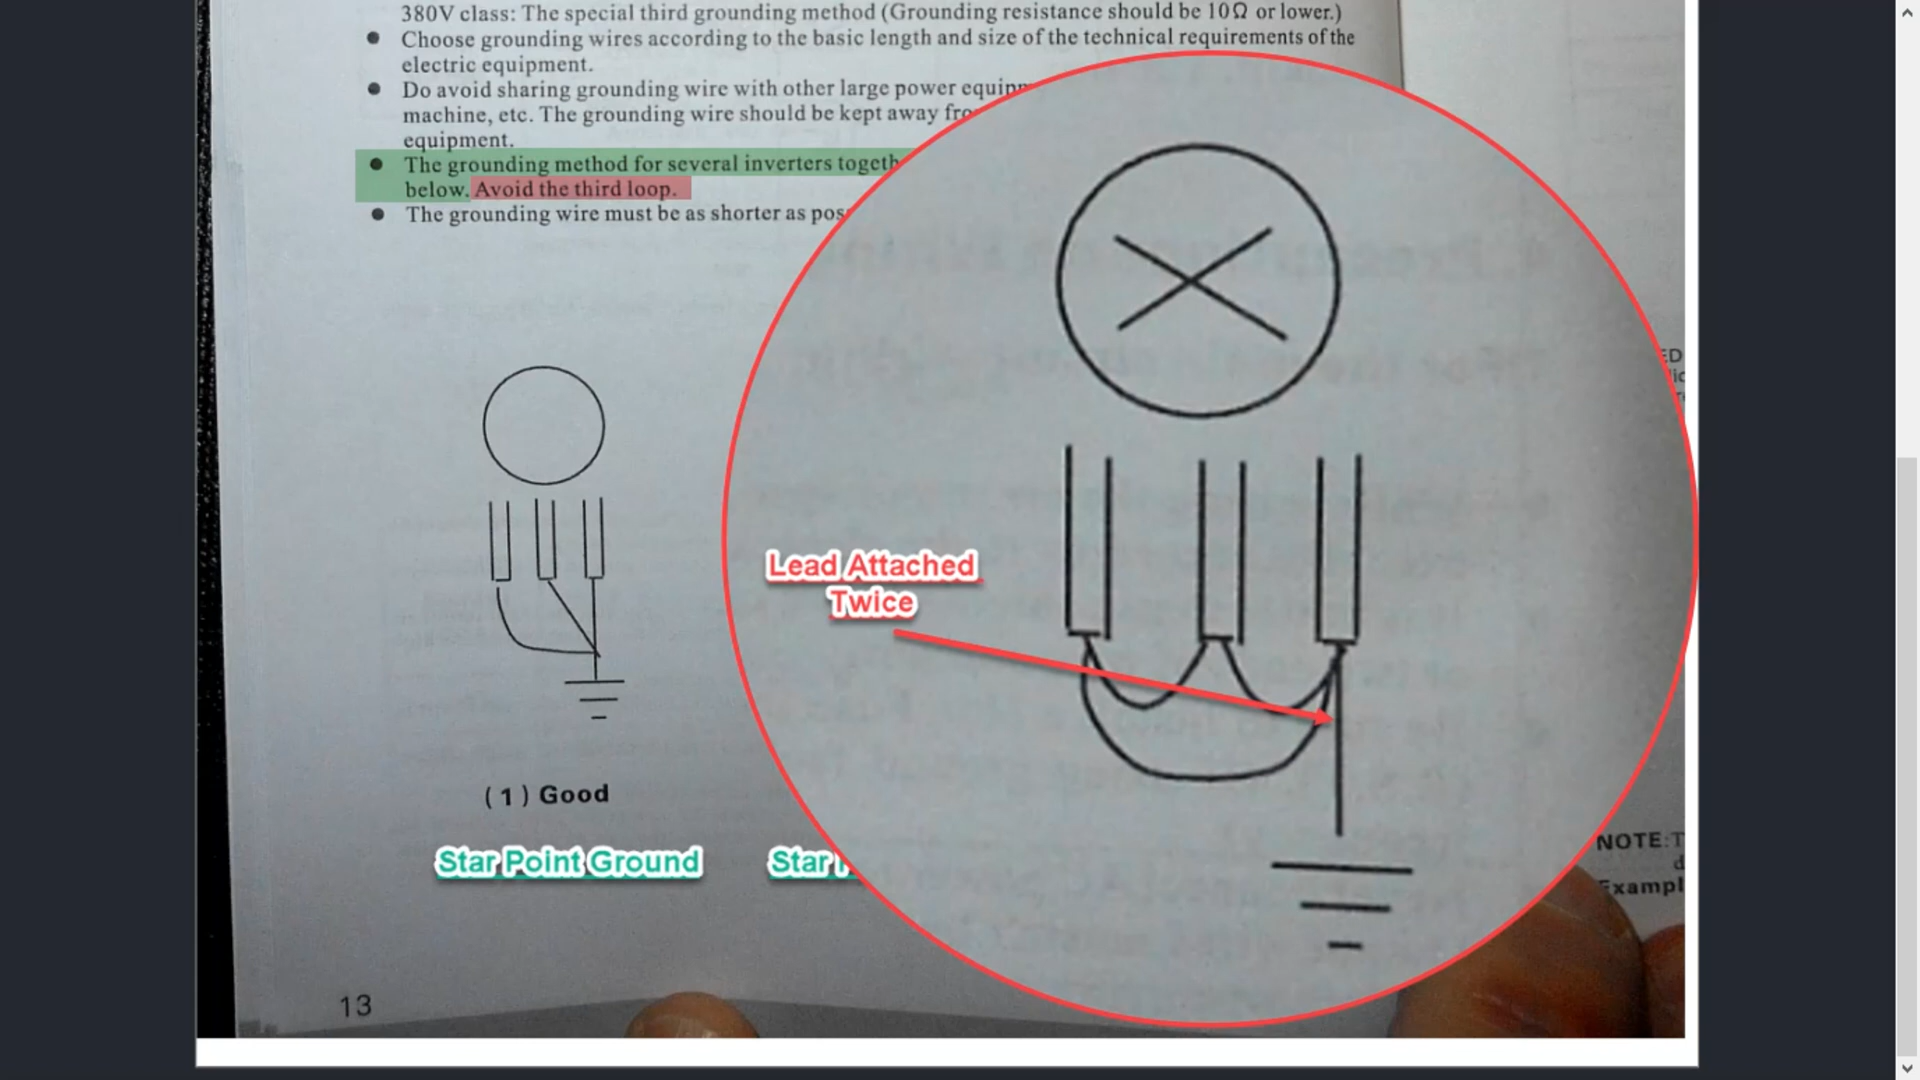 380V class: The special third grounding method (Grounding resistance should be 10Ω or lower.)
● Choose grounding wires according to the basic length and size of the technical requirements of the
electric equipment.
● Do avoid sharing grounding wire with other large power
machine, etc. The grounding wire should be kept away
equipment.
● The grounding method for several inverters
below. Avoid the third loop.
● The grounding wire must be as shorter as
Lead Attached
Twice
(1) Good
Star Point Ground
Star
NOTE:
13